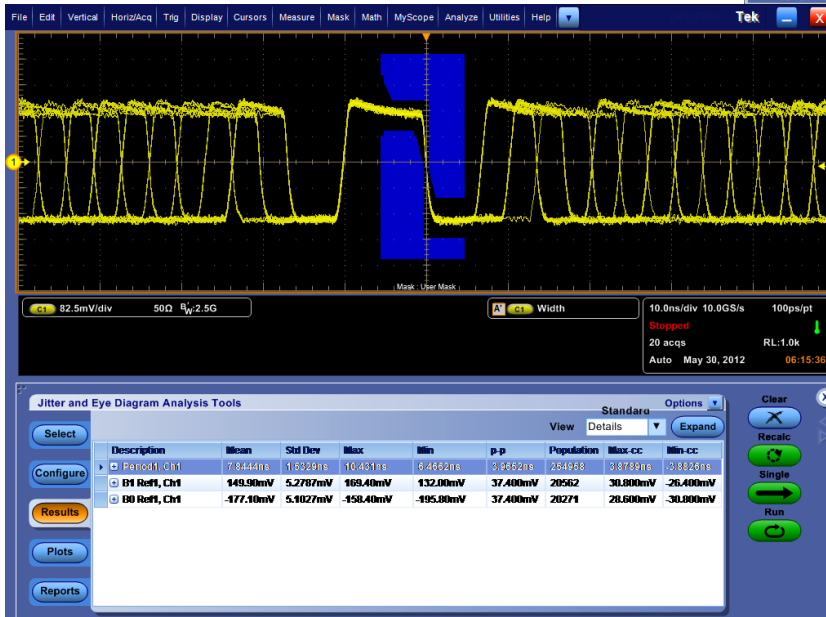 File Edit Vertical Horiz/Acq Trig Display Cursors Measure Mask Math MyScope Analyze Utilities Help Tek X
1
Mask : User Mask
C1 82.5mV/div 50Ω BW:2.5G
A' C1 Width
10.0ns/div 10.0GS/s 100ps/pt
Stopped
20 acqs RL:1.0k
Auto May 30, 2012 06:15:36
Jitter and Eye Diagram Analysis Tools
Options
Clear
X
Select
Configure
Results
Plots
Reports
Standard
View Details Expand
Description Mean Std Dev Max Min p-p Population Max-cc Min-cc
Period1, Ch1 7.8444ns 1.5329ns 10.431ns 6.4662ns 3.9652ns 254968 3.8789ns -3.8826ns
B1 Ref1, Ch1 149.90mV 5.2787mV 169.40mV 132.00mV 37.400mV 20562 30.800mV -26.400mV
B0 Ref1, Ch1 -177.10mV 5.1027mV -158.40mV -195.80mV 37.400mV 20271 28.600mV -30.800mV
Recalc
Single
Run